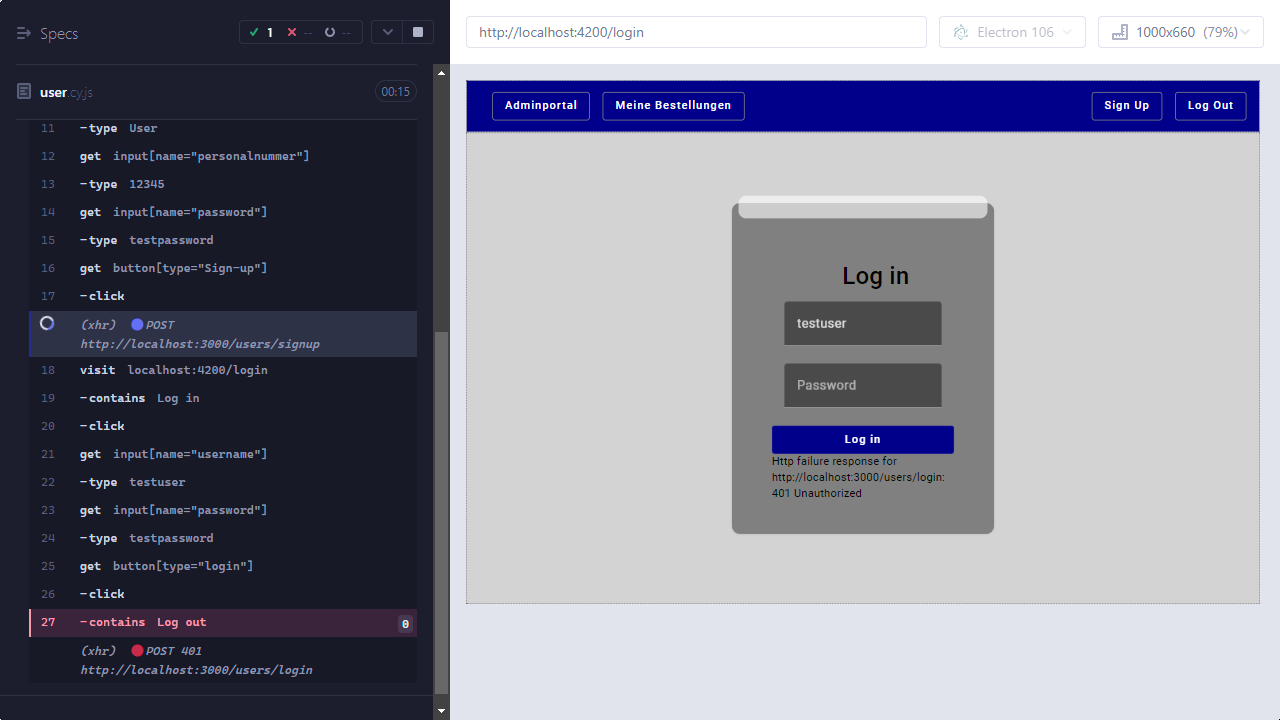 Specs
1 -- --
user.cy.js 00:15
11 -type User
12 get input[name="personalnummer"]
13 -type 12345
14 get input[name="password"]
15 -type testpassword
16 get button[type="Sign-up"]
17 -click
(xhr) POST
http://localhost:3000/users/signup
18 visit localhost:4200/login
19 -contains Log in
20 -click
21 get input[name="username"]
22 -type testuser
23 get input[name="password"]
24 -type testpassword
25 get button[type="login"]
26 -click
27 -contains Log out 0
(xhr) POST 401
http://localhost:3000/users/login
http://localhost:4200/login
Electron 106
1000x660 (79%)
Adminportal Meine Bestellungen Sign Up Log Out
Log in
testuser
Password
Log in
Http failure response for
http://localhost:3000/users/login:
401 Unauthorized